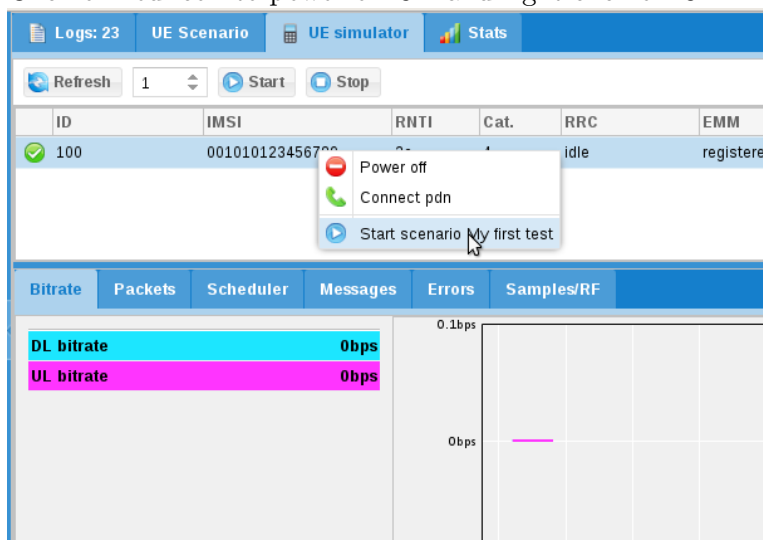 Logs: 23 UE Scenario UE simulator Stats
Refresh 1 Start Stop
ID IMSI RNTI Cat. RRC EMM
100 idle
Power off
Connect pdn
Start scenario My first test
Bitrate Packets Scheduler Messages Errors Samples/RF
DL bitrate 0bps
UL bitrate 0bps
0.1bps
0bps